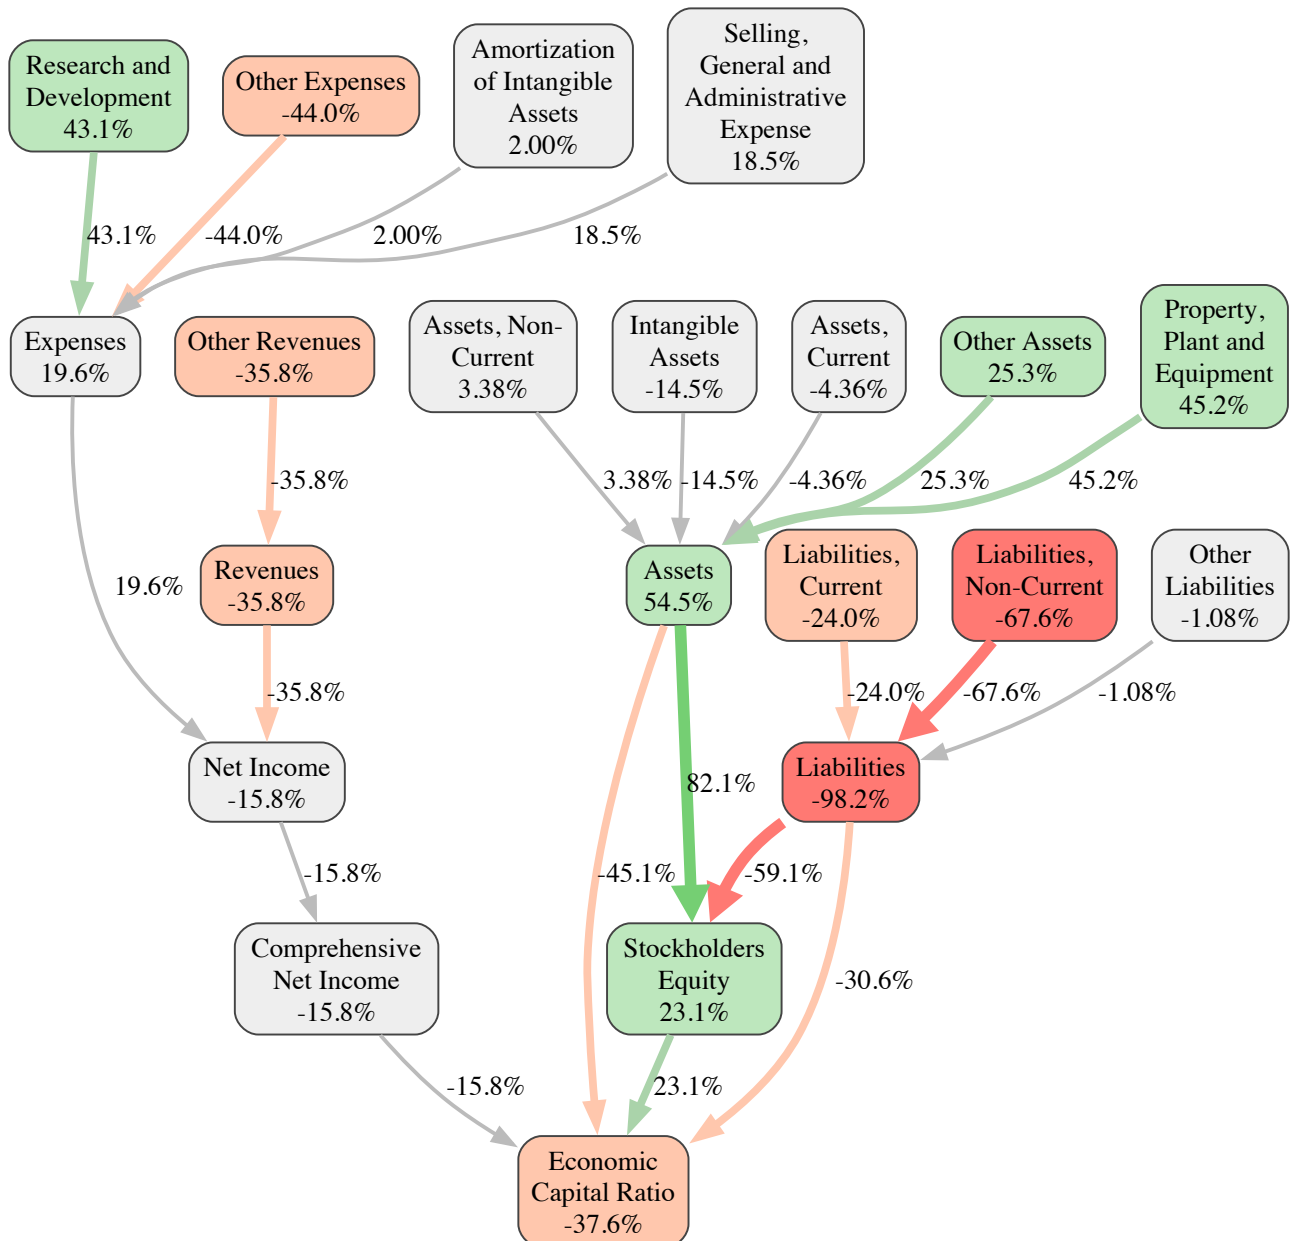 Research and
Development
43.1%
Other Expenses
-44.0%
Amortization
of Intangible
Assets
2.00%
Selling,
General and
Administrative
Expense
18.5%
43.1%
-44.0%
2.00%
18.5%
Expenses
19.6%
Other Revenues
-35.8%
Assets, Non-
Current
3.38%
Intangible
Assets
-14.5%
Assets,
Current
-4.36%
Other Assets
25.3%
Property,
Plant and
Equipment
45.2%
-35.8%
3.38%
-14.5%
-4.36%
25.3%
45.2%
19.6%
Revenues
-35.8%
Assets
54.5%
Liabilities,
Current
-24.0%
Liabilities,
Non-Current
-67.6%
Other
Liabilities
-1.08%
-35.8%
-24.0%
-67.6%
-1.08%
Net Income
-15.8%
82.1%
Liabilities
-98.2%
-15.8%
-45.1%
-59.1%
Comprehensive
Net Income
-15.8%
Stockholders
Equity
23.1%
-30.6%
-15.8%
23.1%
Economic
Capital Ratio
-37.6%